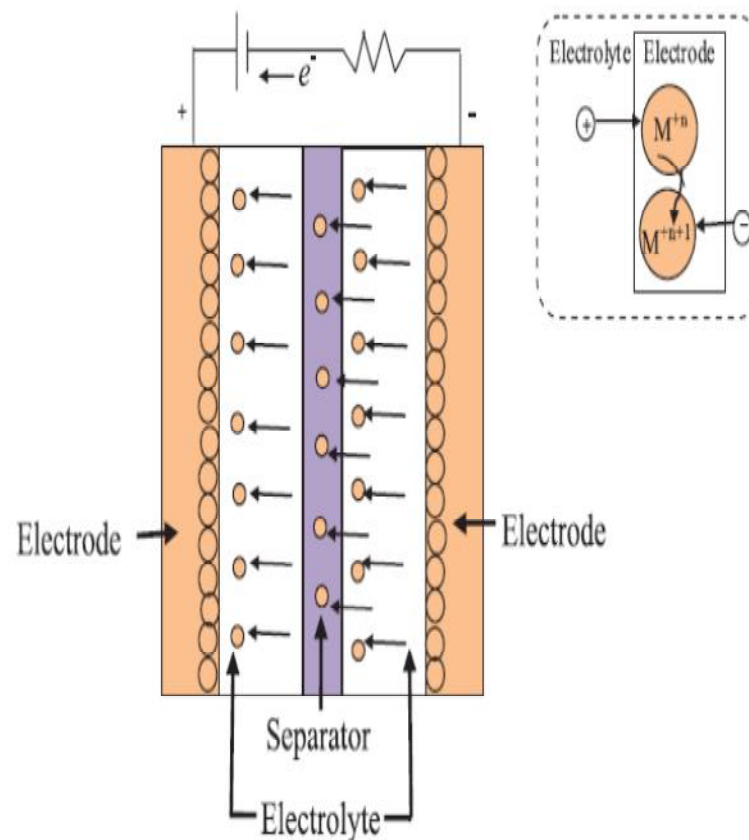 e-
+
-
Electrolyte
Electrode
+
M+n
M+n+1
-
Electrode
Electrode
Separator
Electrolyte